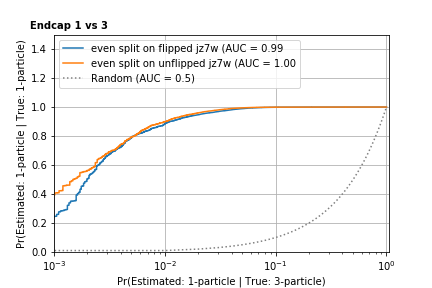 Endcap 1 vs 3
even split on flipped jz7w (AUC = 0.99
even split on unflipped jz7w (AUC = 1.00
Random (AUC = 0.5)
1.4
1.2
1.0
0.8
0.6
0.4
0.2
0.0
Pr(Estimated: 1-particle | True: 1-particle)
10⁻³
10⁻²
10⁻¹
10⁰
Pr(Estimated: 1-particle | True: 3-particle)